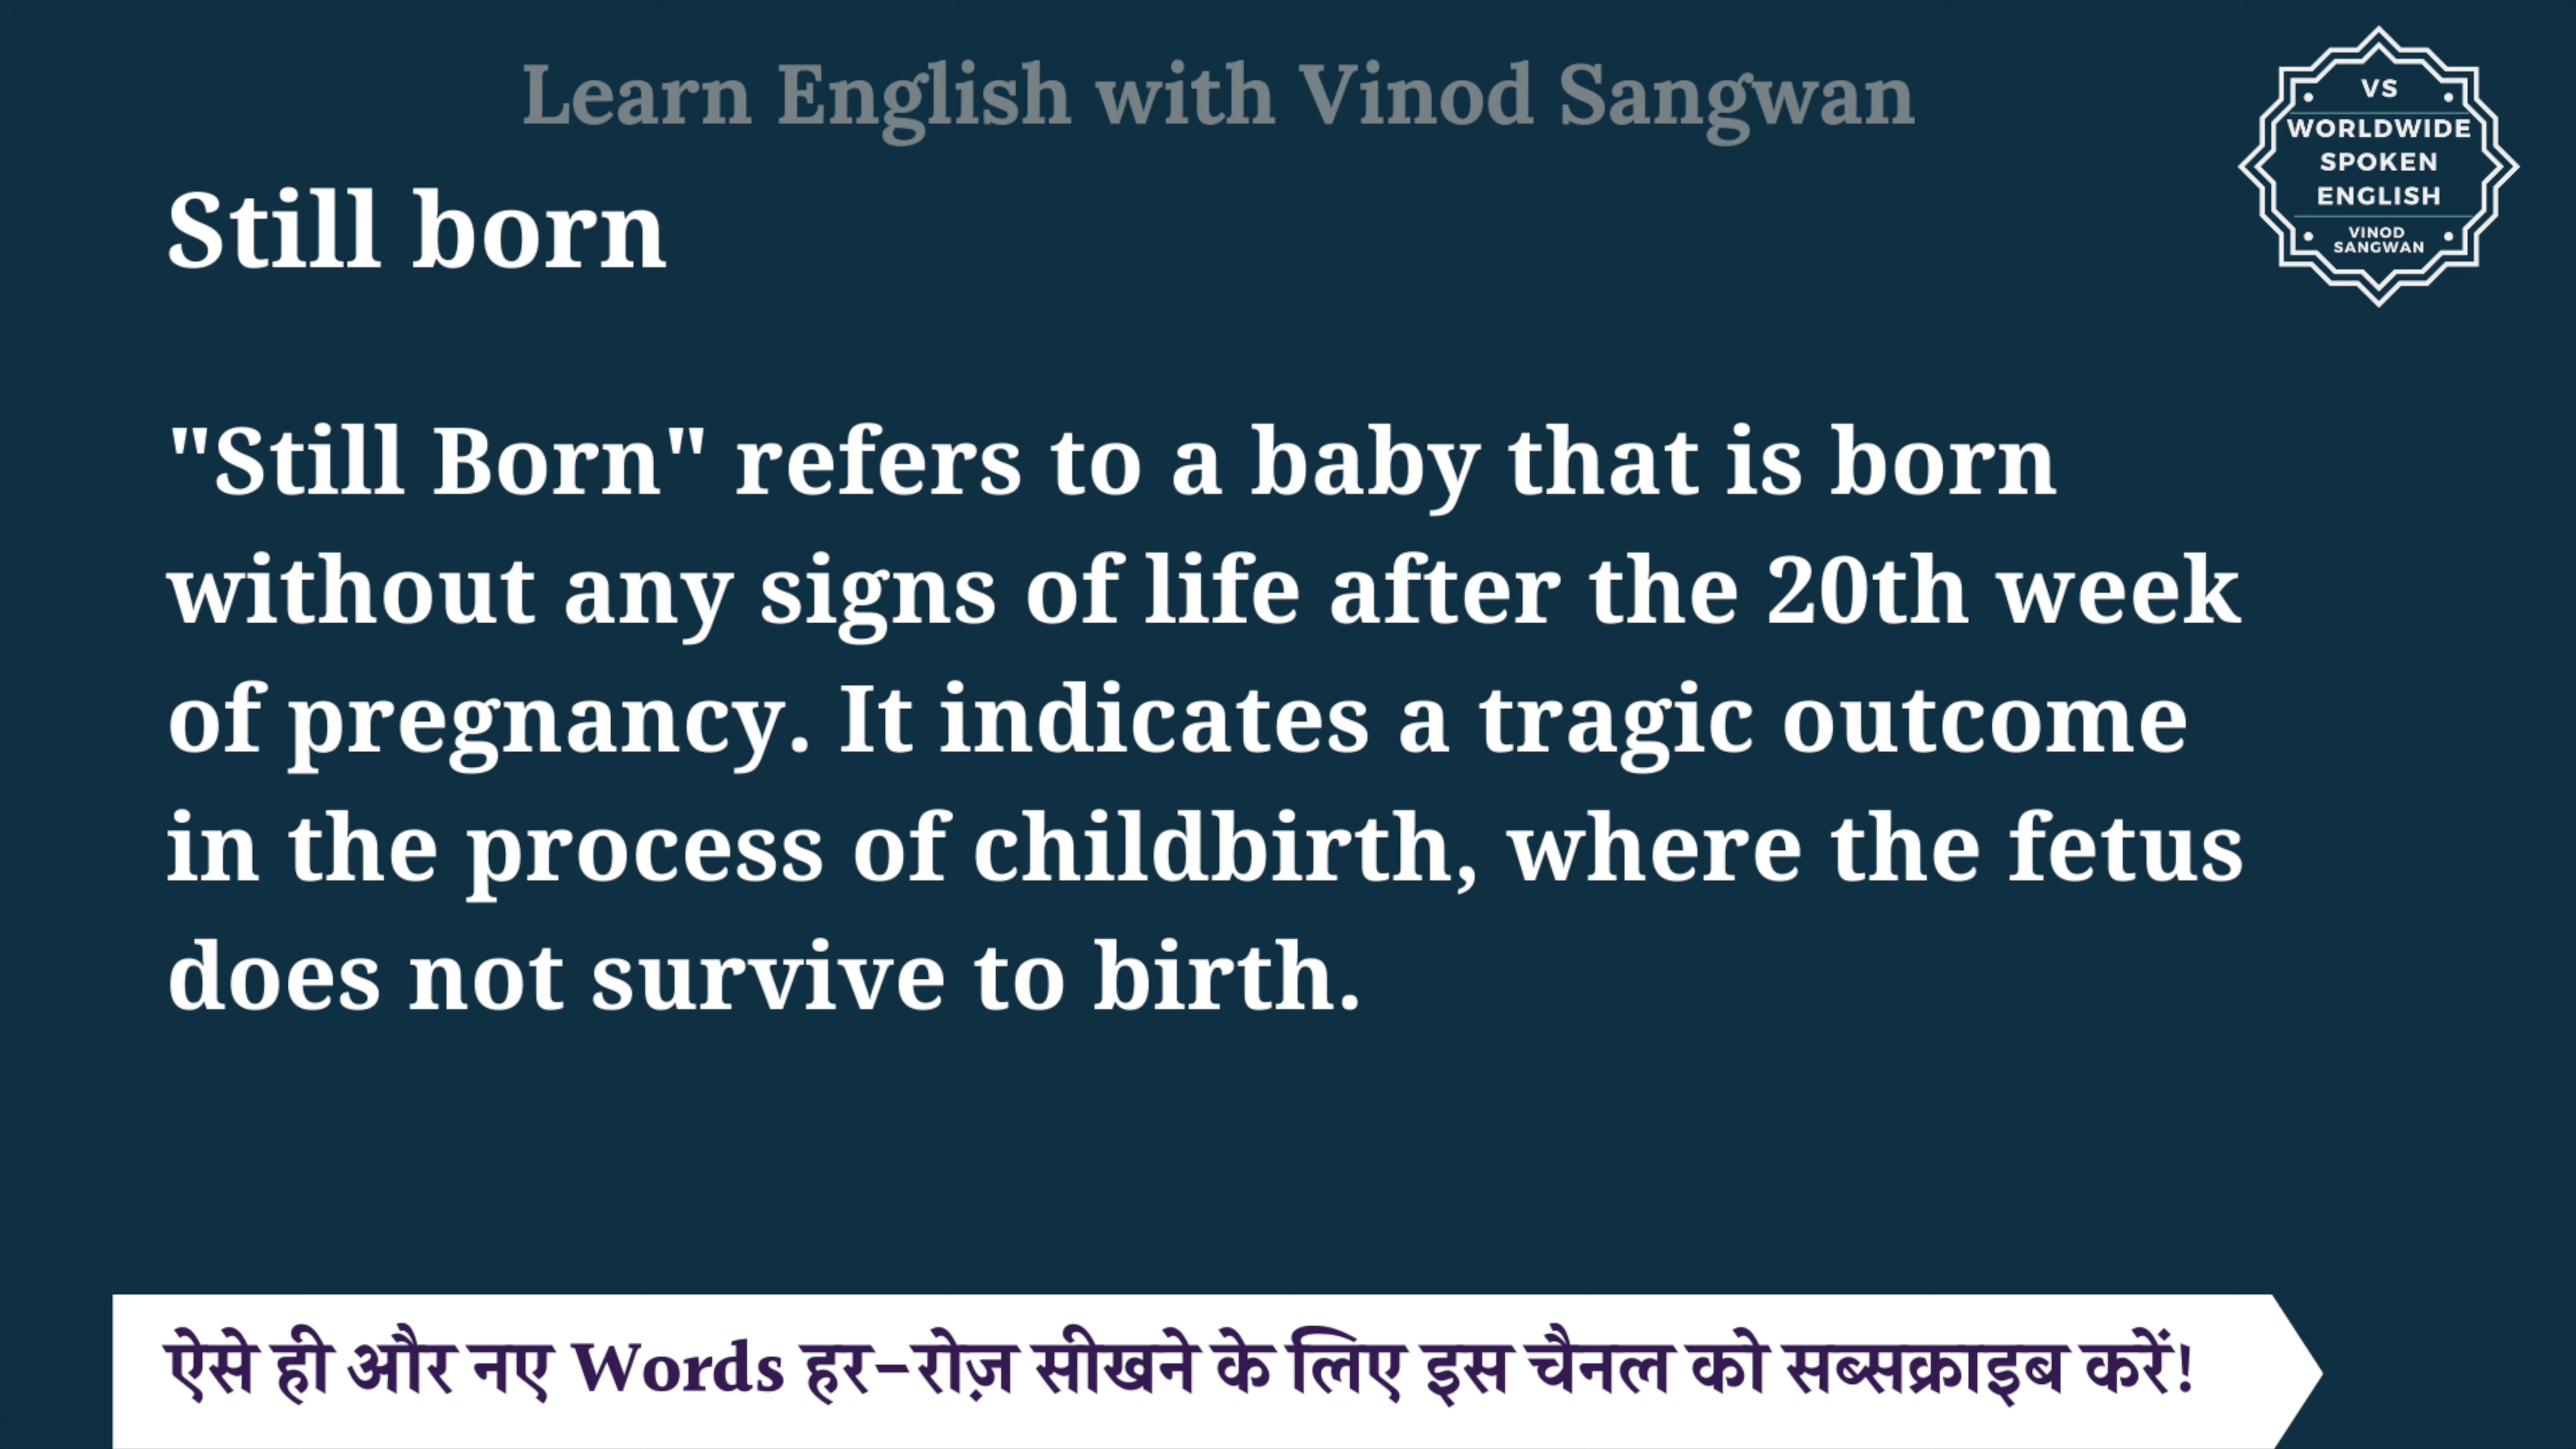 Learn English with Vinod Sangwan
VS
WORLDWIDE
SPOKEN
ENGLISH
VINOD
SANGWAN
Still born
"Still Born" refers to a baby that is born
without any signs of life after the 20th week
of pregnancy. It indicates a tragic outcome
in the process of childbirth, where the fetus
does not survive to birth.
ऐसे ही और नए Words हर-रोज़ सीखने के लिए इस चैनल को सब्सक्राइब करें!